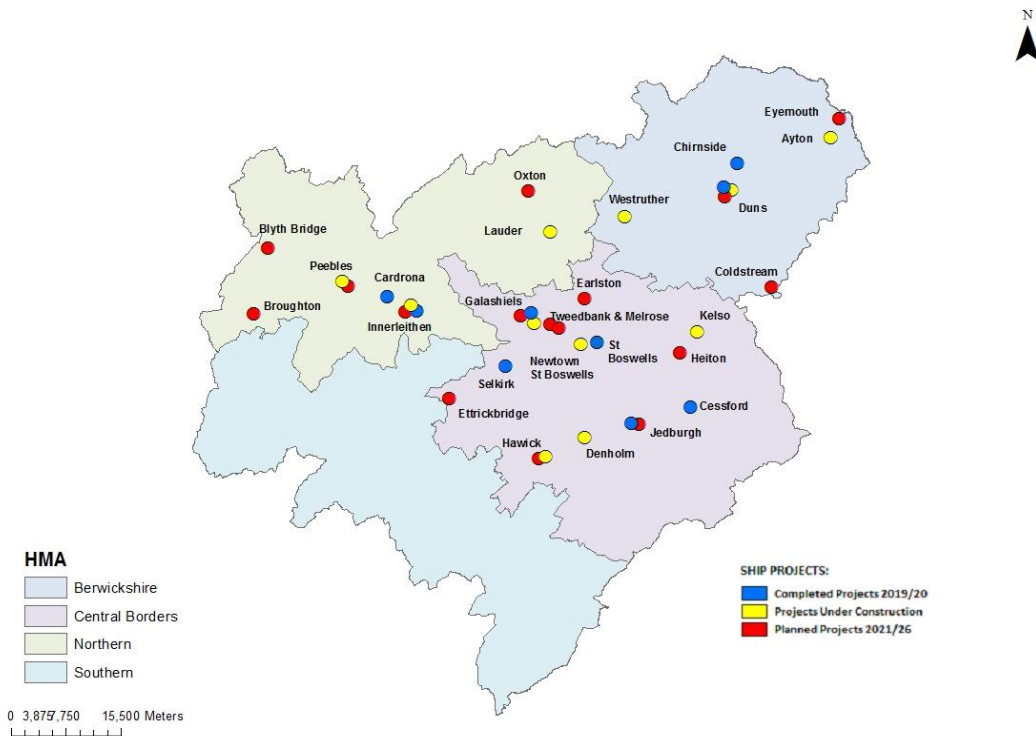 N
Eyemouth
Ayton
Chirnside
Oxton
Westruther
Duns
Lauder
Blyth Bridge
Peebles
Cardrona
Coldstream
Earlston
Galashiels
Tweedbank & Melrose
Kelso
Broughton
Innerleithen
St
Boswells
Heiton
Newtown
St Boswells
Selkirk
Ettrickbridge
Cessford
Jedburgh
Hawick
Denholm
HMA
Berwickshire
Central Borders
Northern
Southern
SHIP PROJECTS:
Completed Projects 2019/20
Projects Under Construction
Planned Projects 2021/26
0 3,875 7,750 15,500 Meters